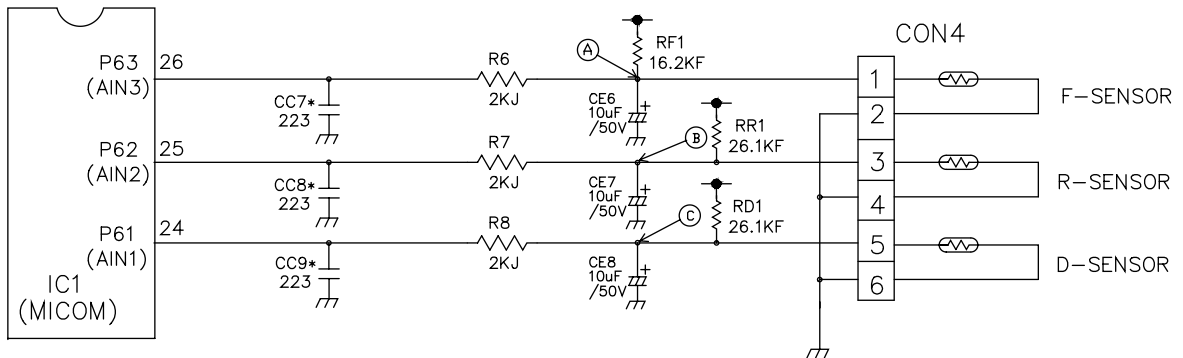 CON4
P63
(AIN3)
26
R6
2KJ
A
RF1
16.2KF
1
F-SENSOR
CC7*
223
CE6
10uF
/50V
+
2
P62
(AIN2)
25
R7
2KJ
B
RR1
26.1KF
3
R-SENSOR
CC8*
223
CE7
10uF
/50V
+
4
P61
(AIN1)
24
R8
2KJ
C
RD1
26.1KF
5
D-SENSOR
CC9*
223
CE8
10uF
/50V
+
6
IC1
(MICOM)